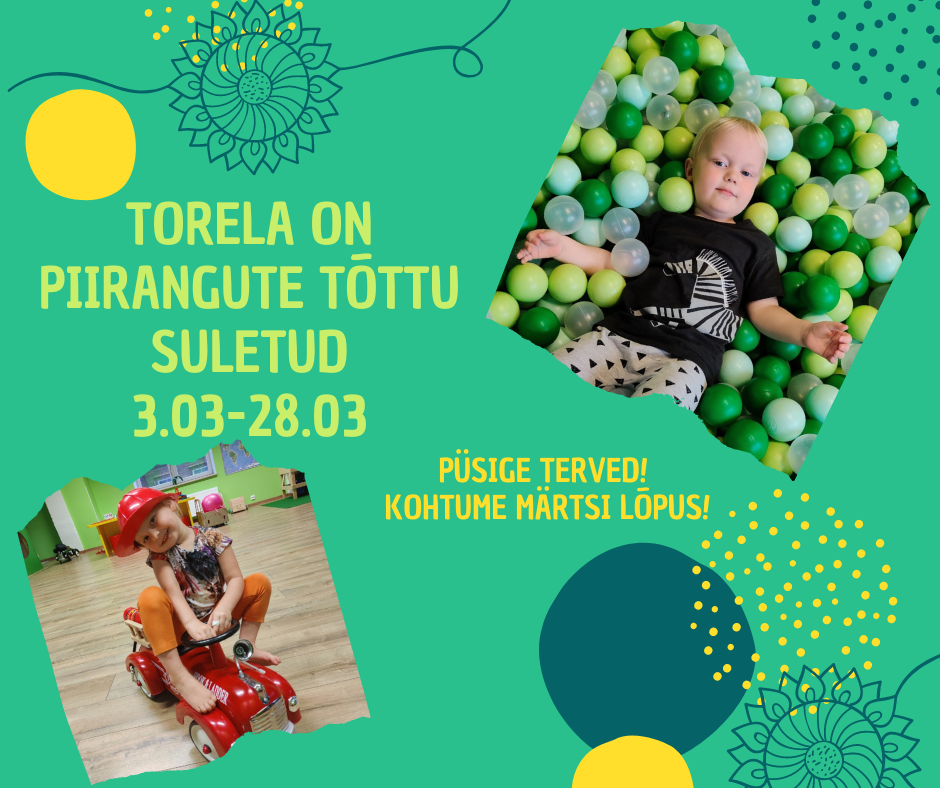 TORELA ON
PIIRANGUTE TÕTTU
SULETUD
3.03-28.03
PÜSIGE TERVED!
KOHTUME MÄRTSI LÕPUS!